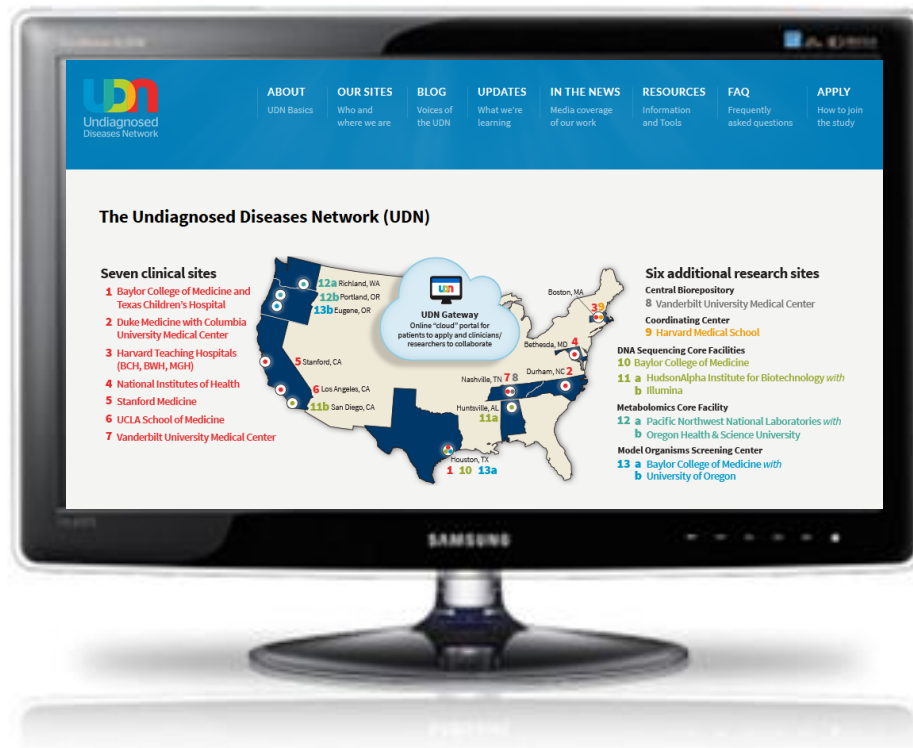 UDN
Undiagnosed
Diseases Network
ABOUT
UDN Basics
OUR SITES
Who and
where we are
BLOG
Voices of
the UDN
UPDATES
What we're
learning
IN THE NEWS
Media coverage
of our work
RESOURCES
Information
and Tools
FAQ
Frequently
asked questions
APPLY
How to join
the study
The Undiagnosed Diseases Network (UDN)
Seven clinical sites
1 Baylor College of Medicine and
Texas Children's Hospital
2 Duke Medicine with Columbia
University Medical Center
3 Harvard Teaching Hospitals
(BCH, BWH, MGH)
4 National Institutes of Health
5 Stanford Medicine
6 UCLA School of Medicine
7 Vanderbilt University Medical Center
12a Richland, WA
12b Portland, OR
13b Eugene, OR
5 Stanford, CA
6 Los Angeles, CA
11b San Diego, CA
UDN
UDN Gateway
Online "cloud" portal for
patients to apply and clinicians/
researchers to collaborate
Boston, MA
3 9
Bethesda, MD 4
Durham, NC 2
Nashville, TN 7 8
Huntsville, AL
11a
Houston, TX
1 10 13a
Six additional research sites
Central Biorepository
8 Vanderbilt University Medical Center
Coordinating Center
9 Harvard Medical School
DNA Sequencing Core Facilities
10 Baylor College of Medicine
11 a HudsonAlpha Institute for Biotechnology with
b Illumina
Metabolomics Core Facility
12 a Pacific Northwest National Laboratories with
b Oregon Health & Science University
Model Organisms Screening Center
13 a Baylor College of Medicine with
b University of Oregon
SAMSUNG